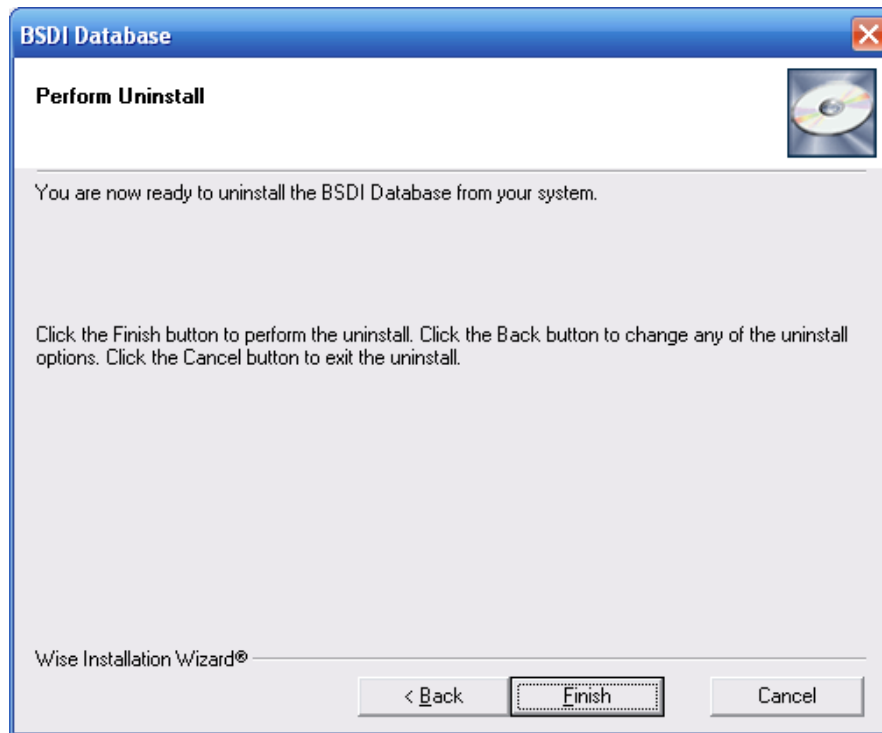 BSDI Database
Perform Uninstall
You are now ready to uninstall the BSDI Database from your system.
Click the Finish button to perform the uninstall. Click the Back button to change any of the uninstall
options. Click the Cancel button to exit the uninstall.
Wise Installation Wizard®
< Back
Finish
Cancel